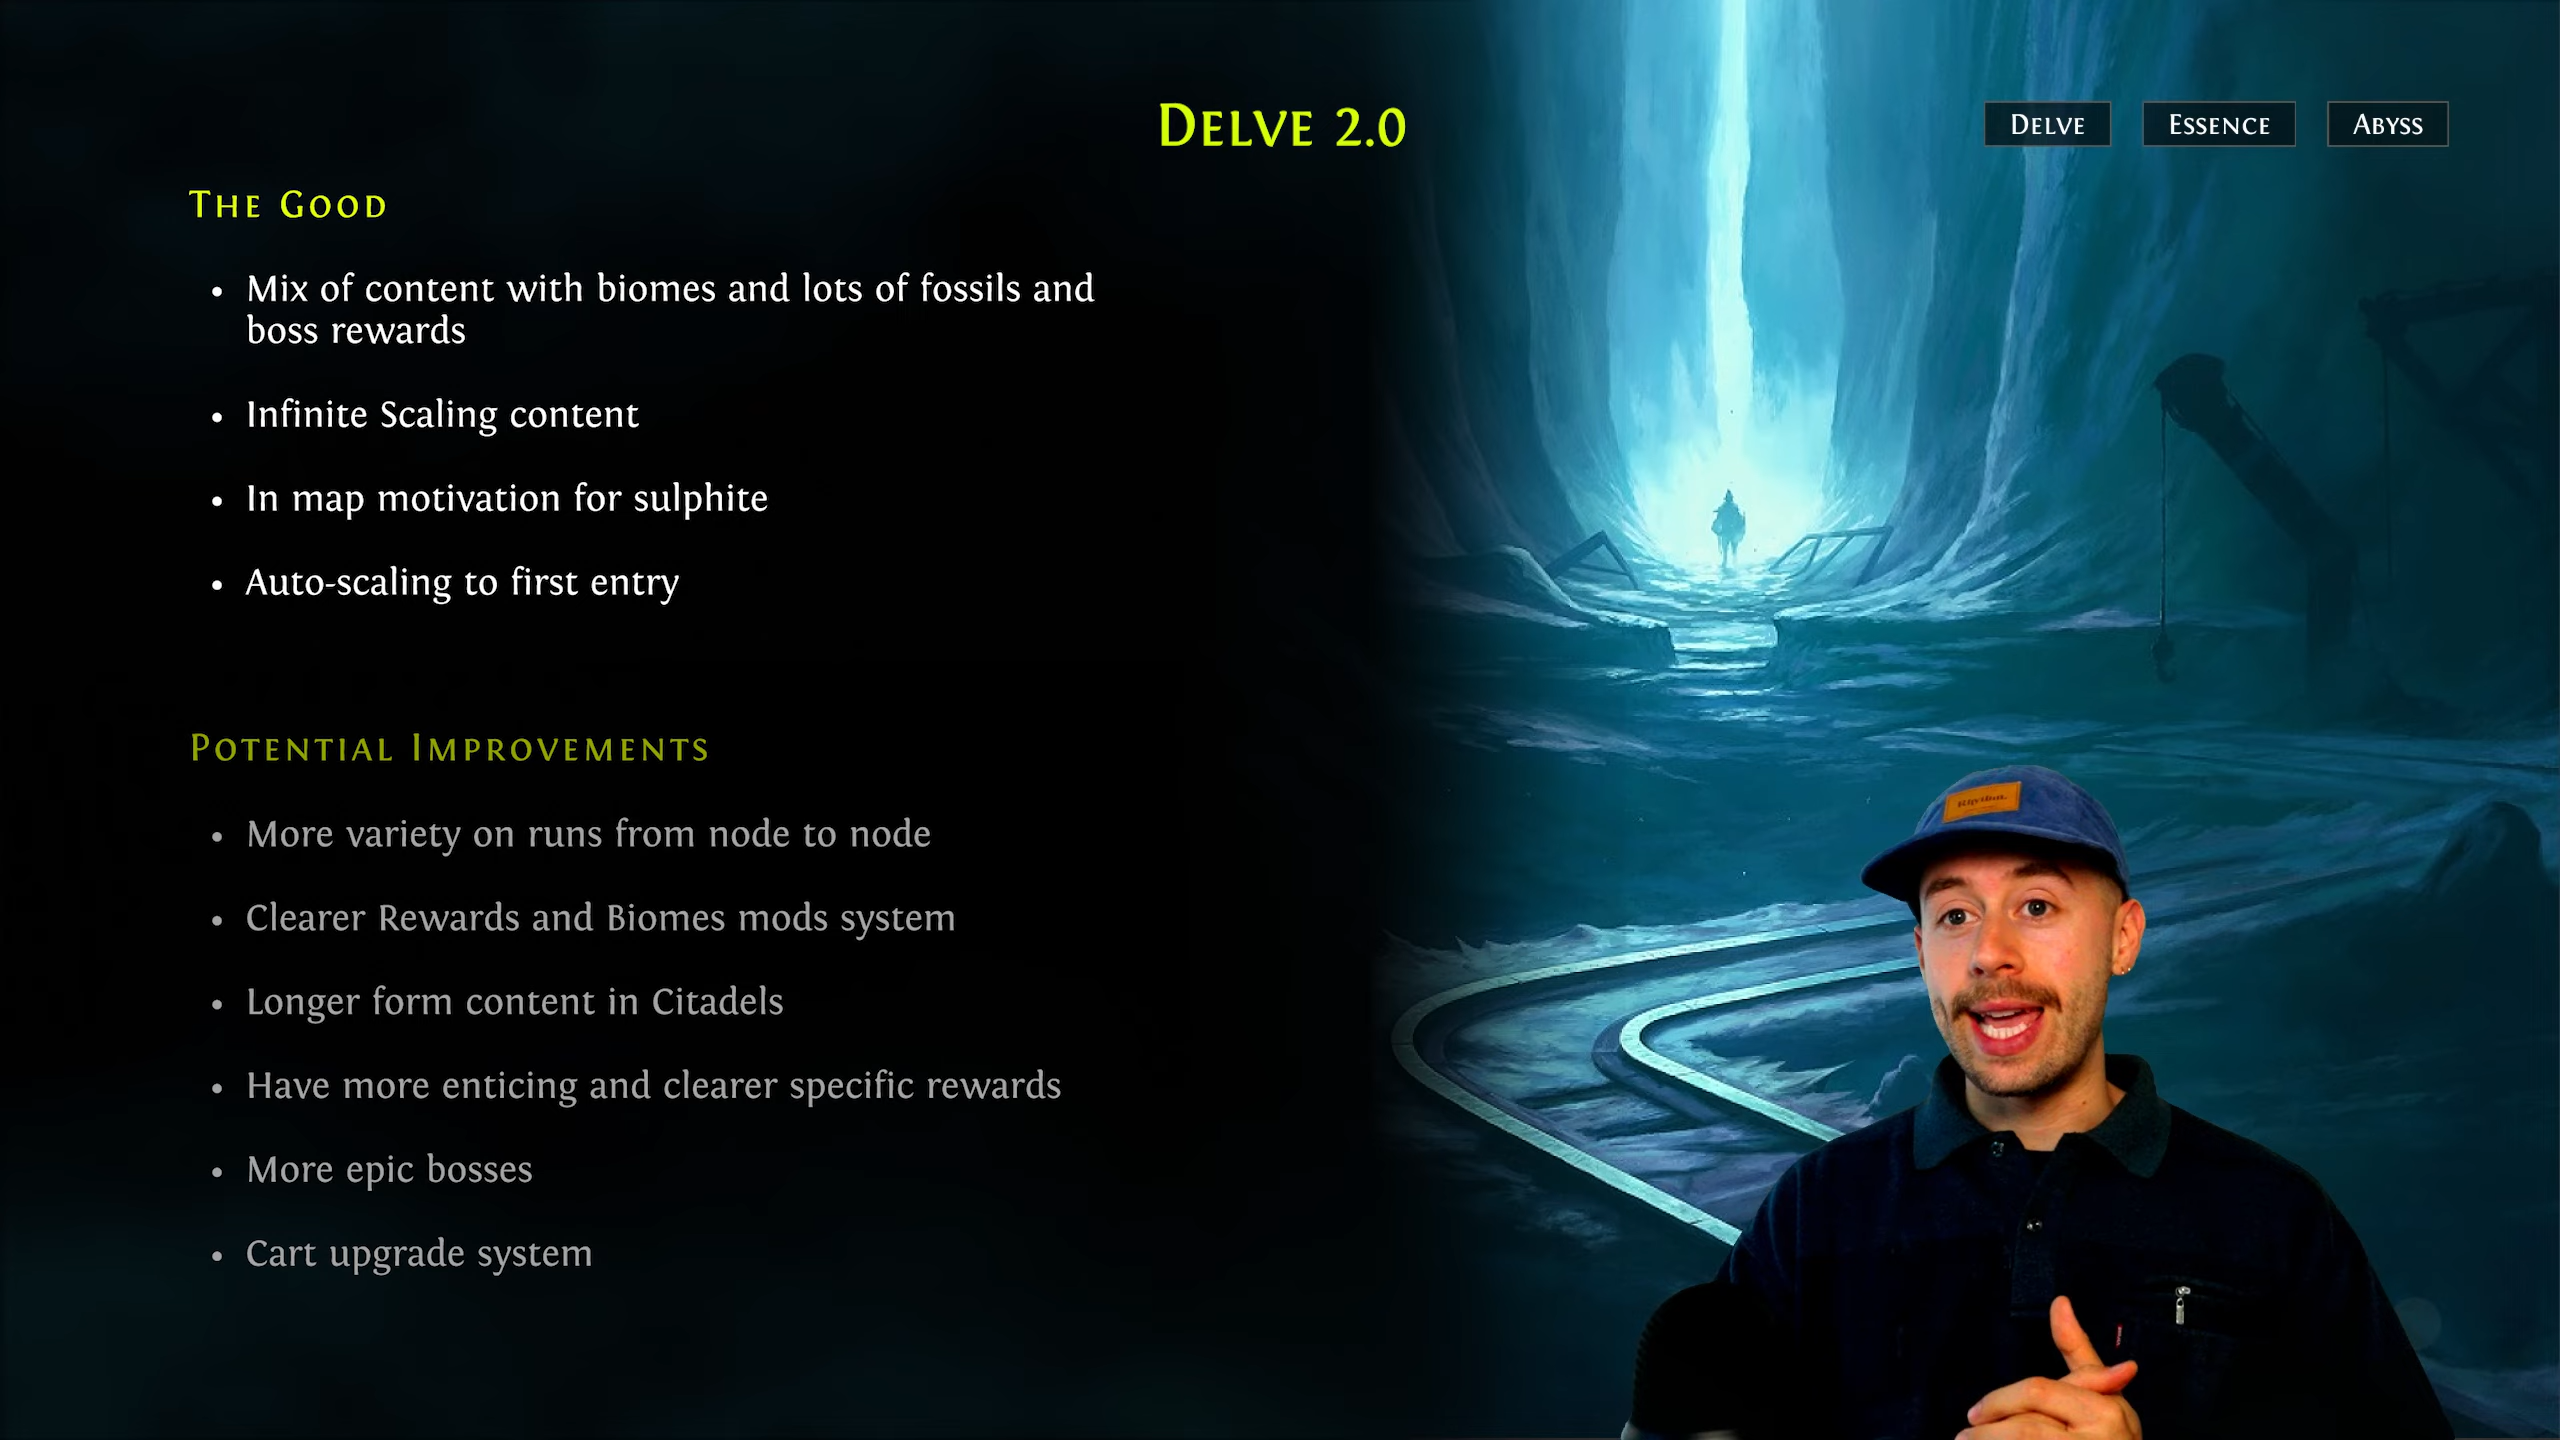 Delve 2.0
Delve
Essence
Abyss
The Good
• Mix of content with biomes and lots of fossils and
boss rewards
• Infinite Scaling content
• In map motivation for sulphite
• Auto-scaling to first entry
Potential Improvements
• More variety on runs from node to node
• Clearer Rewards and Biomes mods system
• Longer form content in Citadels
• Have more enticing and clearer specific rewards
• More epic bosses
• Cart upgrade system
Rhythm.